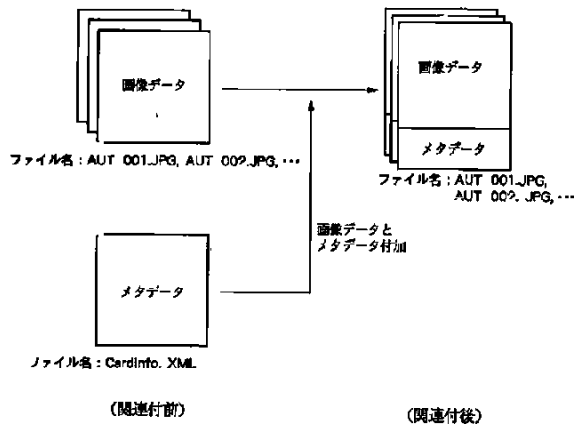 画像データ
ファイル名：AUT 001.JPG, AUT 002.JPG, ･･･
画像データ
メタデータ
ファイル名：AUT 001.JPG,
AUT 002. JPG, ･･･
画像データと
メタデータ付加
メタデータ
ファイル名：CardInfo. XML
(関連付前)
(関連付後)